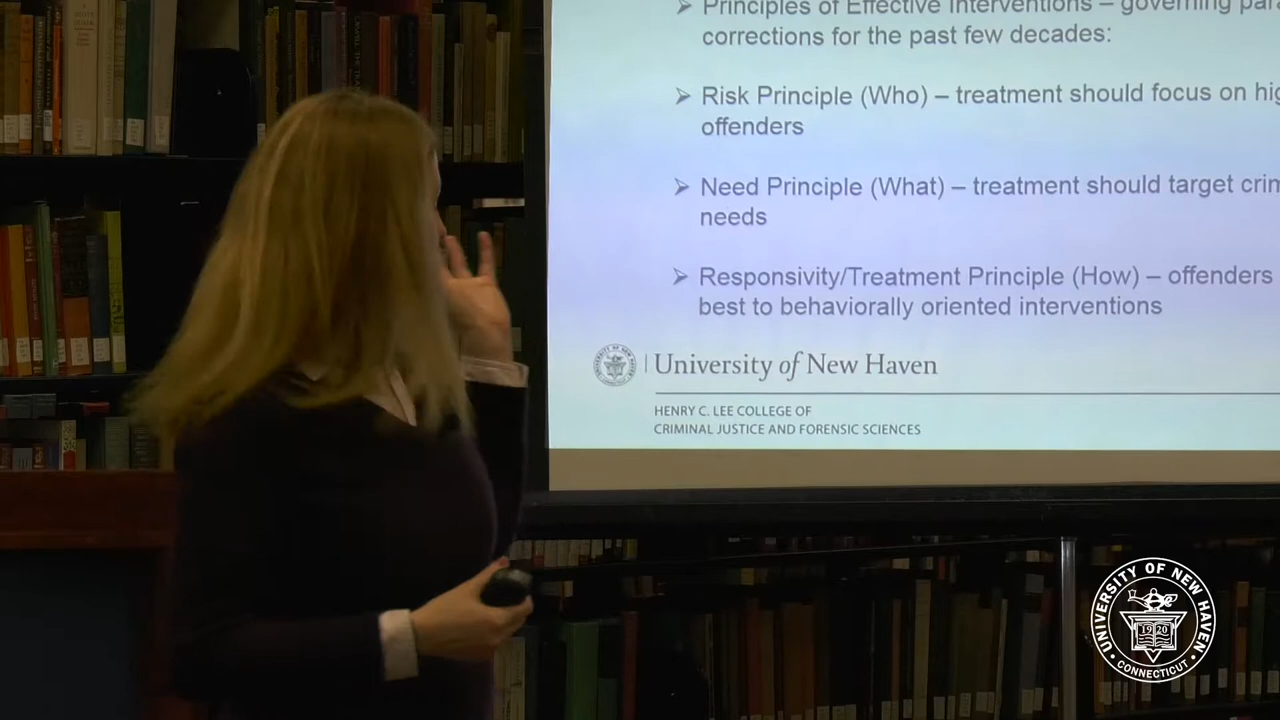 ➢ Principles of Effective Interventions – governing
corrections for the past few decades:
➢ Risk Principle (Who) – treatment should focus on
offenders
➢ Need Principle (What) – treatment should target
needs
➢ Responsivity/Treatment Principle (How) – offenders
best to behaviorally oriented interventions
University of New Haven
HENRY C. LEE COLLEGE OF
CRIMINAL JUSTICE AND FORENSIC SCIENCES
UNIVERSITY OF NEW HAVEN
19 20
CONNECTICUT